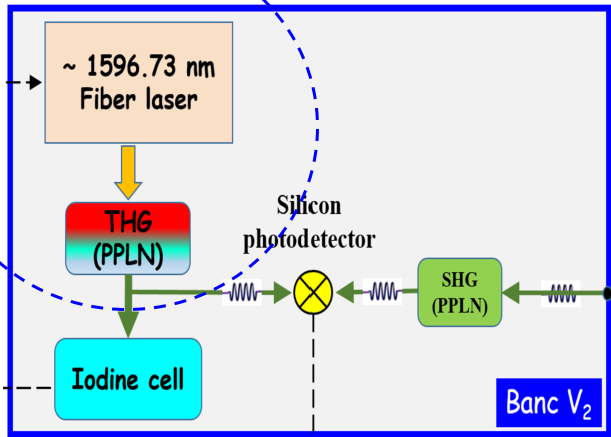 ~ 1596.73 nm
Fiber laser
THG
(PPLN)
Silicon
photodetector
SHG
(PPLN)
Iodine cell
Banc V₂